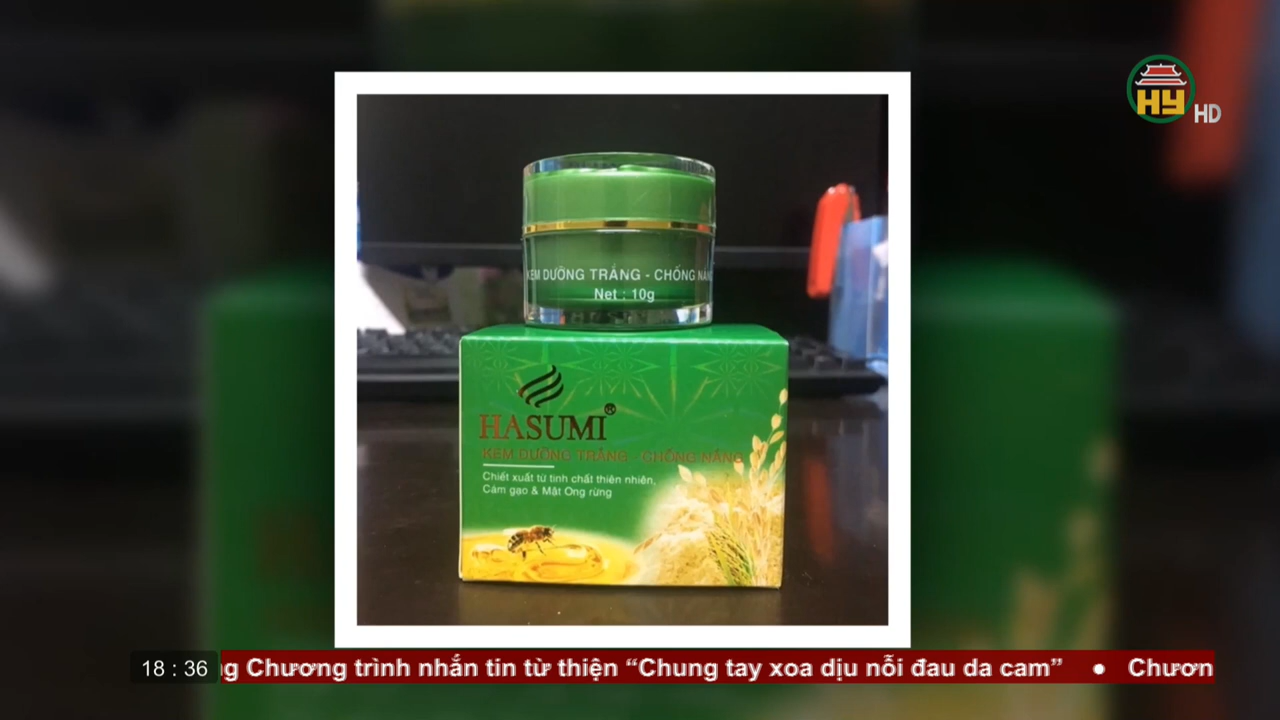 HY
HD
KEM DƯỠNG TRẮNG - CHỐNG NẮNG
Net : 10g
HASUMI®
KEM DƯỠNG TRẮNG - CHỐNG NẮNG
Chiết xuất từ tinh chất thiên nhiên,
Cám gạo & Mật Ong rừng
18 : 36
ng Chương trình nhắn tin từ thiện “Chung tay xoa dịu nỗi đau da cam” ● Chươn